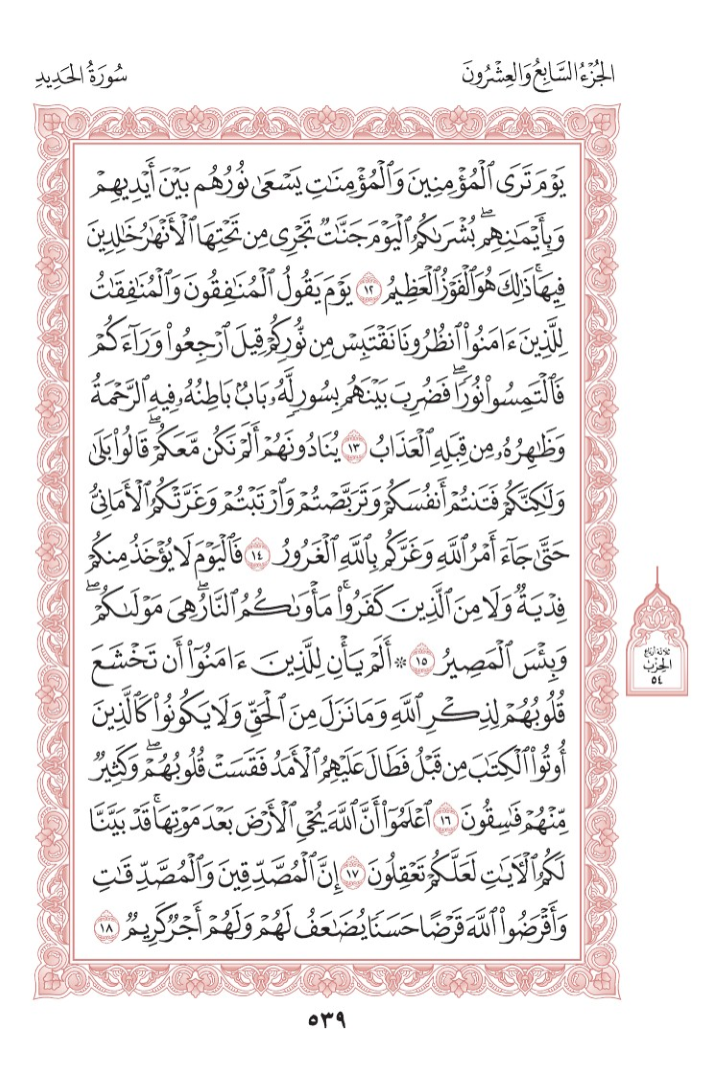 الجُزْءُ السَّابِعُ وَالعِشْرُونَ
سُورَةُ الحَدِيدِ
يَوْمَ تَرَى ٱلْمُؤْمِنِينَ وَٱلْمُؤْمِنَٰتِ يَسْعَىٰ نُورُهُم بَيْنَ أَيْدِيهِمْ
وَبِأَيْمَٰنِهِمۖ بُشْرَىٰكُمُ ٱلْيَوْمَ جَنَّٰتٌ تَجْرِى مِن تَحْتِهَا ٱلْأَنْهَٰرُ خَٰلِدِينَ
فِيهَاۚ ذَٰلِكَ هُوَ ٱلْفَوْزُ ٱلْعَظِيمُ ١٢ يَوْمَ يَقُولُ ٱلْمُنَٰفِقُونَ وَٱلْمُنَٰفِقَٰتُ
لِلَّذِينَ ءَامَنُوا۟ ٱنظُرُونَا نَقْتَبِسْ مِن نُّورِكُمْ قِيلَ ٱرْجِعُوا۟ وَرَآءَكُمْ
فَٱلْتَمِسُوا۟ نُورًاۖ فَضُرِبَ بَيْنَهُم بِسُورٍ لَّهُۥ بَابٌۢ بَاطِنُهُۥ فِيهِ ٱلرَّحْمَةُ
وَظَٰهِرُهُۥ مِن قِبَلِهِ ٱلْعَذَابُ ١٣ يُنَادُونَهُمْ أَلَمْ نَكُن مَّعَكُمْۖ قَالُوا۟ بَلَىٰ
وَلَٰكِنَّكُمْ فَتَنتُمْ أَنفُسَكُمْ وَتَرَبَّصْتُمْ وَٱرْتَبْتُمْ وَغَرَّتْكُمُ ٱلْأَمَانِىُّ
حَتَّىٰ جَآءَ أَمْرُ ٱللَّهِ وَغَرَّكُم بِٱللَّهِ ٱلْغَرُورُ ١٤ فَٱلْيَوْمَ لَا يُؤْخَذُ مِنكُمْ
فِدْيَةٌ وَلَا مِنَ ٱلَّذِينَ كَفَرُوا۟ۚ مَأْوَىٰكُمُ ٱلنَّارُۖ هِىَ مَوْلَىٰكُمْۖ
وَبِئْسَ ٱلْمَصِيرُ ١٥ ۞ أَلَمْ يَأْنِ لِلَّذِينَ ءَامَنُوٓا۟ أَن تَخْشَعَ
قُلُوبُهُمْ لِذِكْرِ ٱللَّهِ وَمَا نَزَلَ مِنَ ٱلْحَقِّ وَلَا يَكُونُوا۟ كَٱلَّذِينَ
أُوتُوا۟ ٱلْكِتَٰبَ مِن قَبْلُ فَطَالَ عَلَيْهِمُ ٱلْأَمَدُ فَقَسَتْ قُلُوبُهُمْۖ وَكَثِيرٌ
مِّنْهُمْ فَٰسِقُونَ ١٦ ٱعْلَمُوٓا۟ أَنَّ ٱللَّهَ يُحْىِ ٱلْأَرْضَ بَعْدَ مَوْتِهَاۚ قَدْ بَيَّنَّا
لَكُمُ ٱلْءَايَٰتِ لَعَلَّكُمْ تَعْقِلُونَ ١٧ إِنَّ ٱلْمُصَّدِّقِينَ وَٱلْمُصَّدِّقَٰتِ
وَأَقْرَضُوا۟ ٱللَّهَ قَرْضًا حَسَنًا يُضَٰعَفُ لَهُمْ وَلَهُمْ أَجْرٌ كَرِيمٌ ١٨
ثلاثة أرباع
الحِزْب
٥٤
٥٣٩